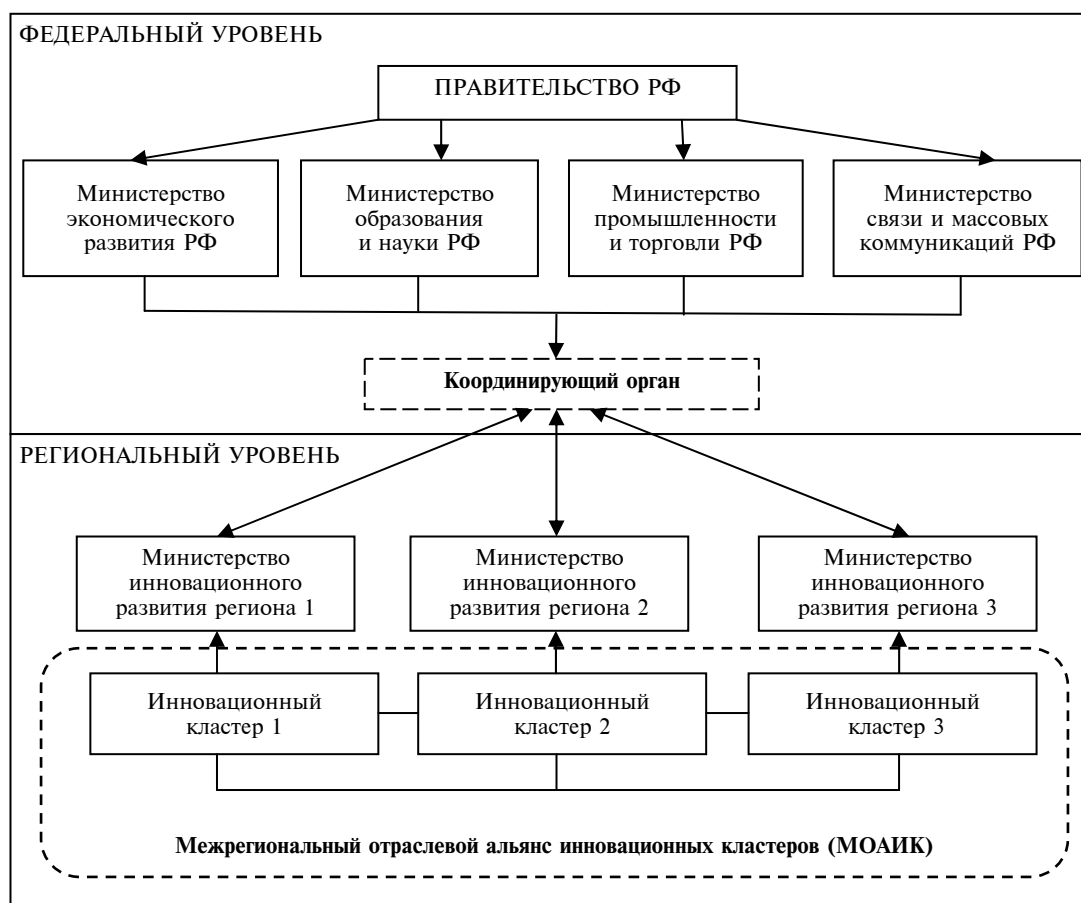 ФЕДЕРАЛЬНЫЙ УРОВЕНЬ
ПРАВИТЕЛЬСТВО РФ
Министерство
экономического
развития РФ
Министерство
образования
и науки РФ
Министерство
промышленности
и торговли РФ
Министерство
связи и массовых
коммуникаций РФ
Координирующий орган
РЕГИОНАЛЬНЫЙ УРОВЕНЬ
Министерство
инновационного
развития региона 1
Министерство
инновационного
развития региона 2
Министерство
инновационного
развития региона 3
Инновационный
кластер 1
Инновационный
кластер 2
Инновационный
кластер 3
Межрегиональный отраслевой альянс инновационных кластеров (МОАИК)